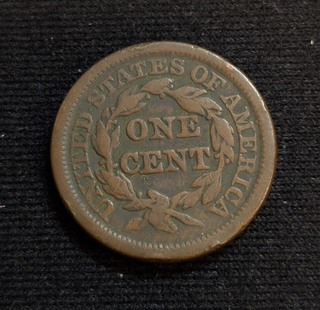 UNITED STATES OF AMERICA
ONE
CENT